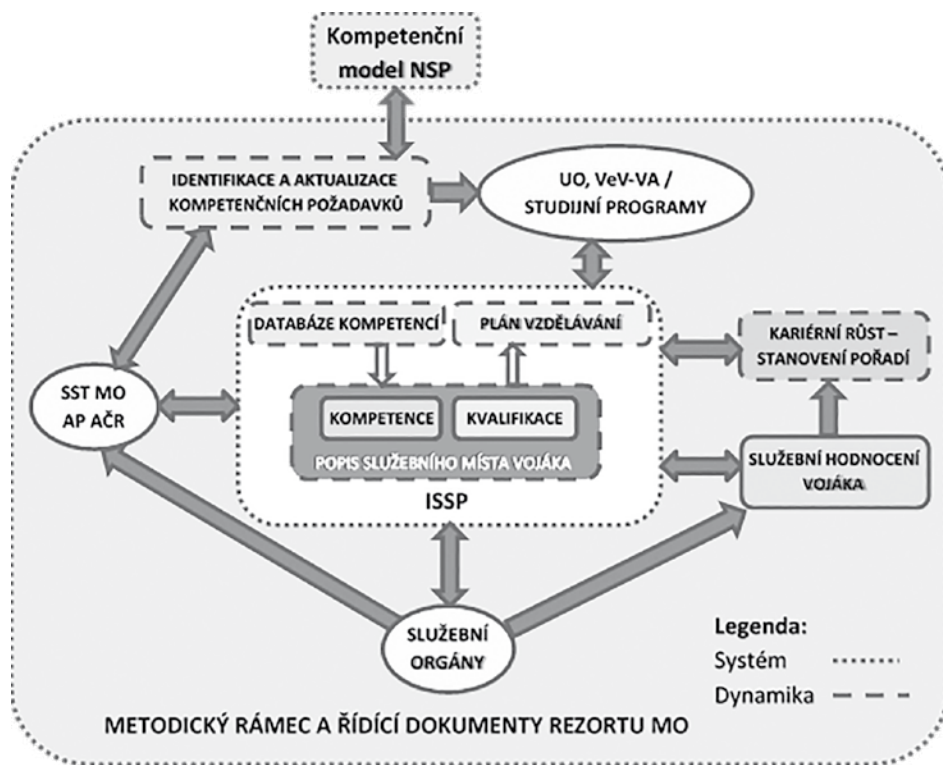 Kompetenční
model NSP
IDENTIFIKACE A AKTUALIZACE
KOMPETENČNÍCH POŽADAVKŮ
UO, VeV-VA /
STUDIJNÍ PROGRAMY
DATABÁZE KOMPETENCÍ
PLÁN VZDĚLÁVÁNÍ
KARIÉRNÍ RŮST –
STANOVENÍ POŘADÍ
SST MO
AP AČR
KOMPETENCE
KVALIFIKACE
POPIS SLUŽEBNÍHO MÍSTA VOJÁKA
ISSP
SLUŽEBNÍ HODNOCENÍ
VOJÁKA
SLUŽEBNÍ
ORGÁNY
Legenda:
Systém
Dynamika
METODICKÝ RÁMEC A ŘÍDÍCÍ DOKUMENTY REZORTU MO